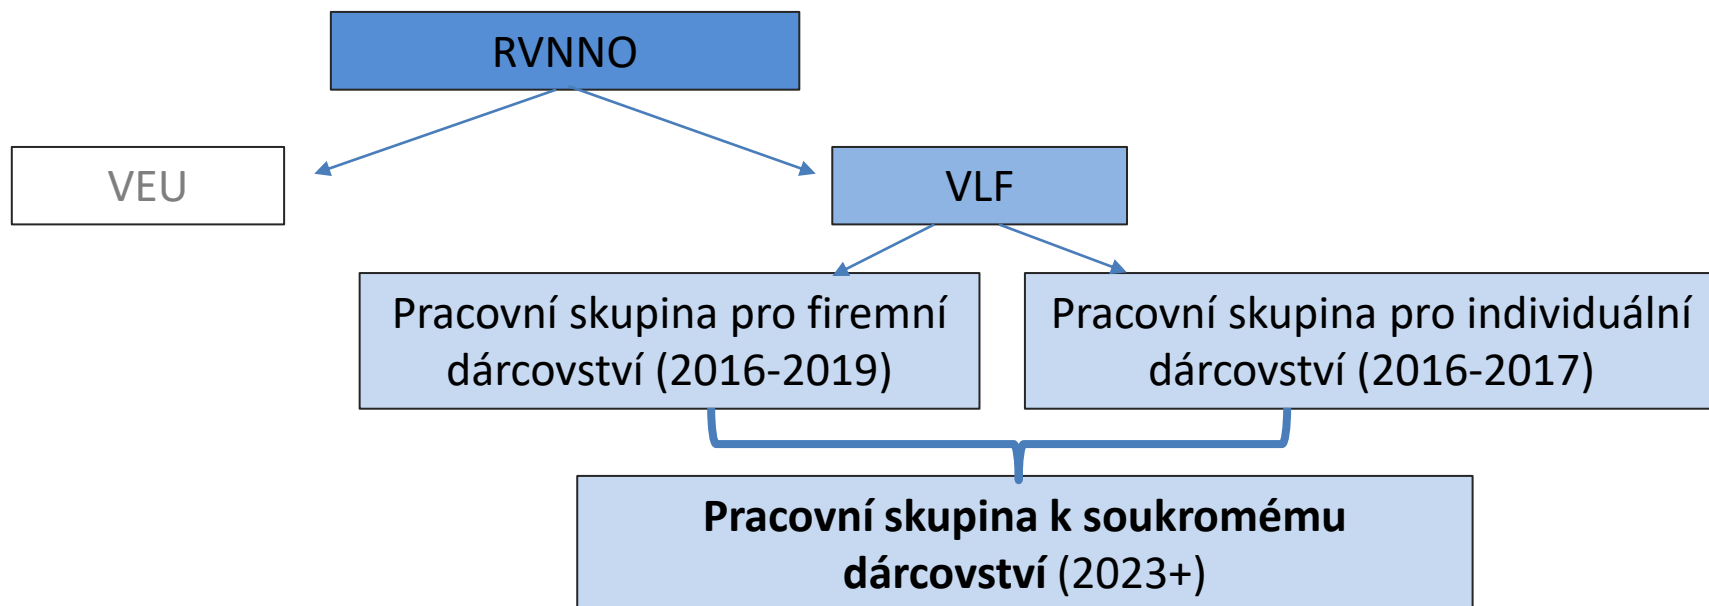 RVNNO
VEU
VLF
Pracovní skupina pro firemní
dárcovství (2016-2019)
Pracovní skupina pro individuální
dárcovství (2016-2017)
Pracovní skupina k soukromému
dárcovství (2023+)